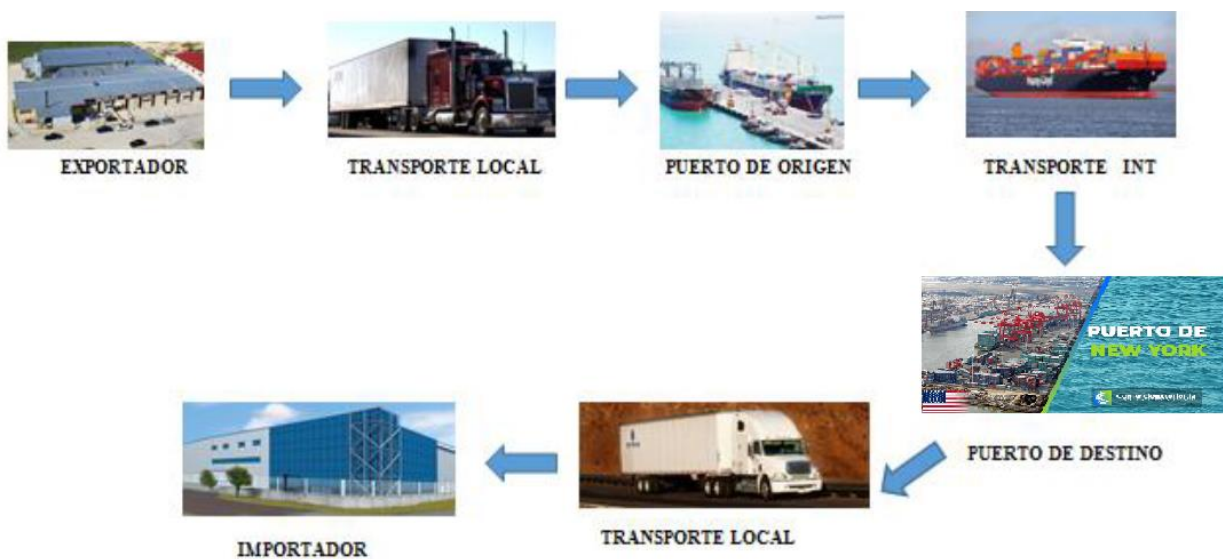 EXPORTADOR
TRANSPORTE LOCAL
PUERTO DE ORIGEN
TRANSPORTE INT
PUERTO DE
NEW YORK
PUERTO DE DESTINO
TRANSPORTE LOCAL
IMPORTADOR